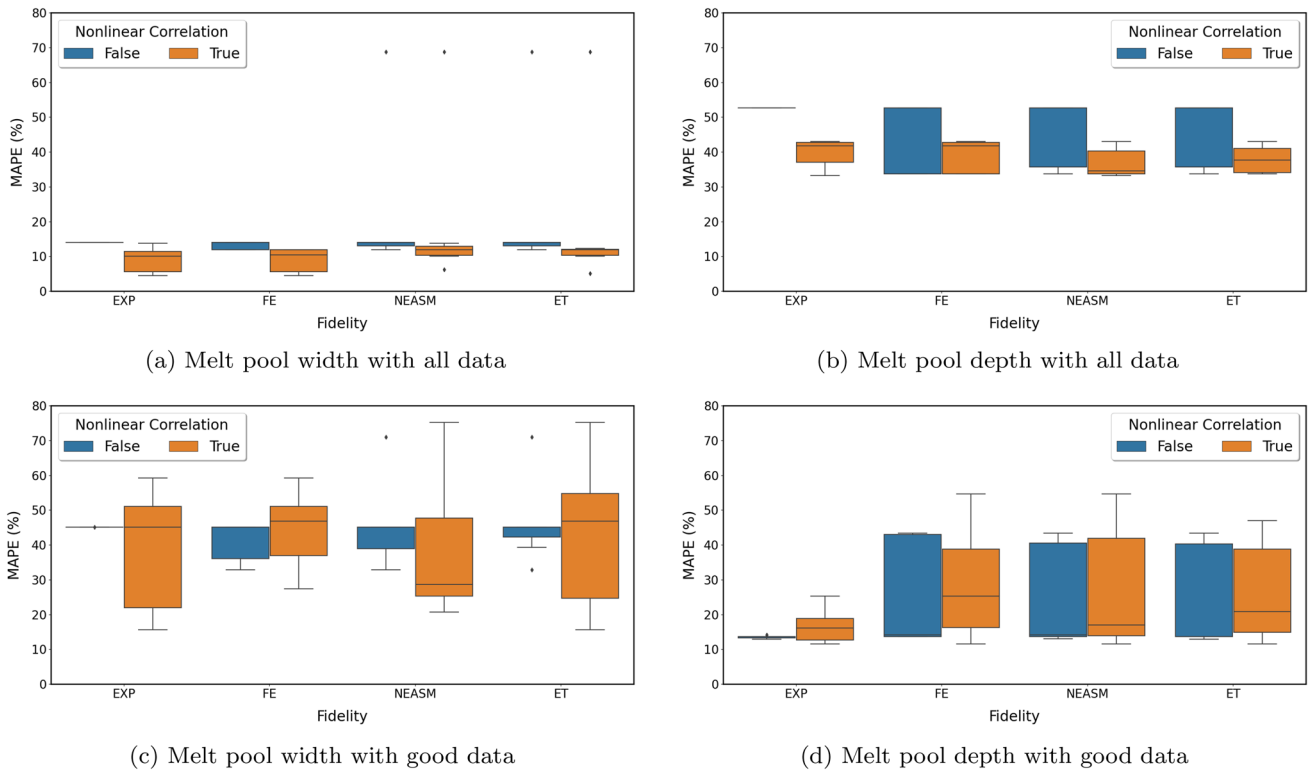 Nonlinear Correlation
False True
MAPE (%)
80
70
60
50
40
30
20
10
0
EXP FE NEASM ET
Fidelity
(a) Melt pool width with all data
Nonlinear Correlation
False True
MAPE (%)
80
70
60
50
40
30
20
10
0
EXP FE NEASM ET
Fidelity
(b) Melt pool depth with all data
Nonlinear Correlation
False True
MAPE (%)
80
70
60
50
40
30
20
10
0
EXP FE NEASM ET
Fidelity
(c) Melt pool width with good data
Nonlinear Correlation
False True
MAPE (%)
80
70
60
50
40
30
20
10
0
EXP FE NEASM ET
Fidelity
(d) Melt pool depth with good data